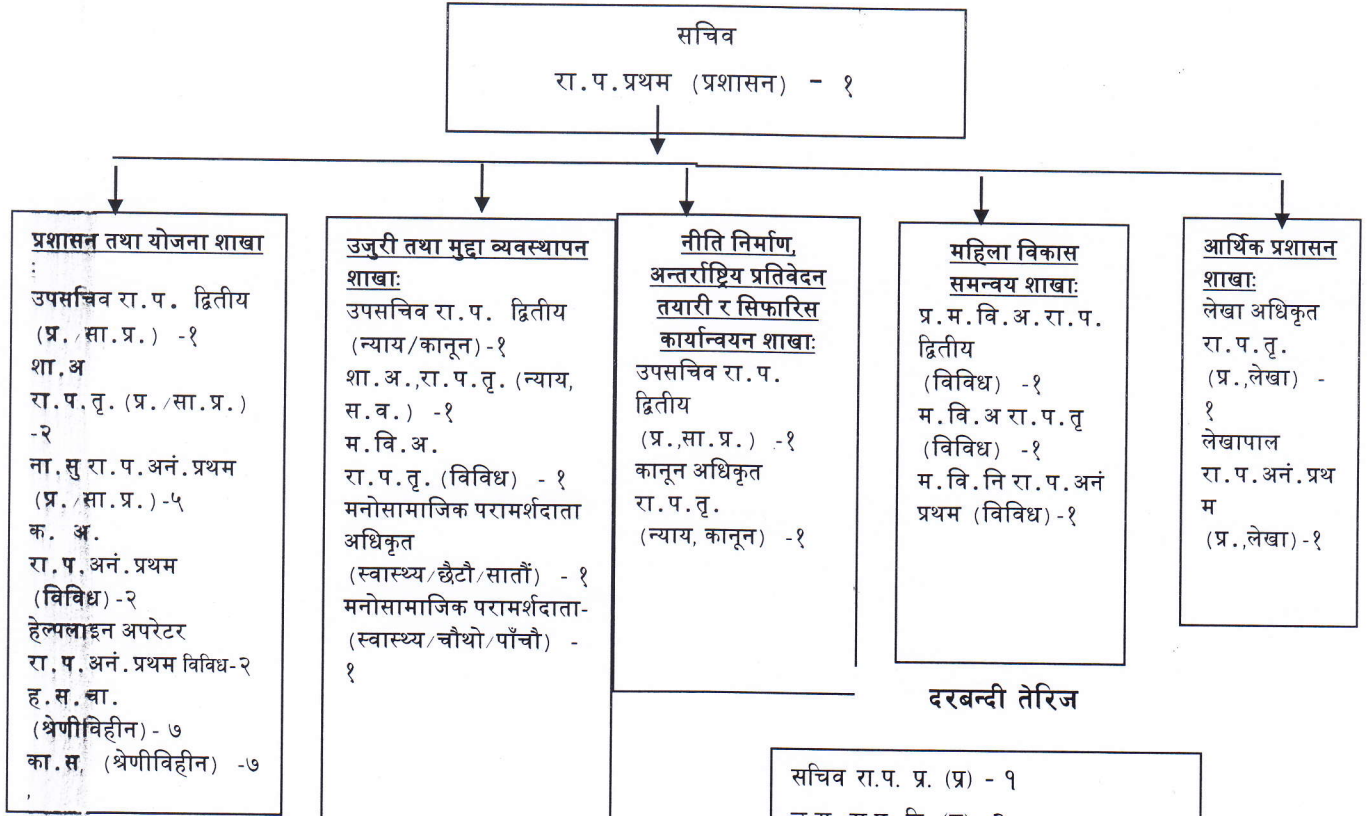 सचिव
रा.प.प्रथम (प्रशासन) - १
प्रशासन तथा योजना शाखा
:
उपसचिव रा.प. द्वितीय
(प्र./सा.प्र.) -१
शा.अ
रा.प.तृ.(प्र./सा.प्र.)
-२
ना.सु रा.प.अनं.प्रथम
(प्र./सा.प्र.)-५
क. अ.
रा.प.अनं.प्रथम
(विविध)-२
हेल्पलाइन अपरेटर
रा.प.अनं.प्रथम विविध-२
ह.स.चा.
(श्रेणीविहीन)- ७
का.स. (श्रेणीविहीन) -७
उजुरी तथा मुद्दा व्यवस्थापन
शाखाः
उपसचिव रा.प. द्वितीय
(न्याय/कानून)-१
शा.अ.,रा.प.तृ.(न्याय,
स.व.) -१
म.वि.अ.
रा.प.तृ.(विविध) - १
मनोसामाजिक परामर्शदाता
अधिकृत
(स्वास्थ्य/छैटौ/सातौं) - १
मनोसामाजिक परामर्शदाता-
(स्वास्थ्य/चौथो/पाँचौ) -
१
नीति निर्माण,
अन्तर्राष्ट्रिय प्रतिवेदन
तयारी र सिफारिस
कार्यान्वयन शाखाः
उपसचिव रा.प.
द्वितीय
(प्र.,सा.प्र.) -१
कानून अधिकृत
रा.प.तृ.
(न्याय, कानून) -१
महिला विकास
समन्वय शाखाः
प्र.म.वि.अ.रा.प.
द्वितीय
(विविध) -१
म.वि.अ रा.प.तृ
(विविध) -१
म.वि.नि रा.प.अनं
प्रथम (विविध)-१
आर्थिक प्रशासन
शाखाः
लेखा अधिकृत
रा.प.तृ.
(प्र.,लेखा) -
१
लेखापाल
रा.प.अनं.प्रथ
म
(प्र.,लेखा)-१
दरबन्दी तेरिज
सचिव रा.प. प्र. (प्र) - १